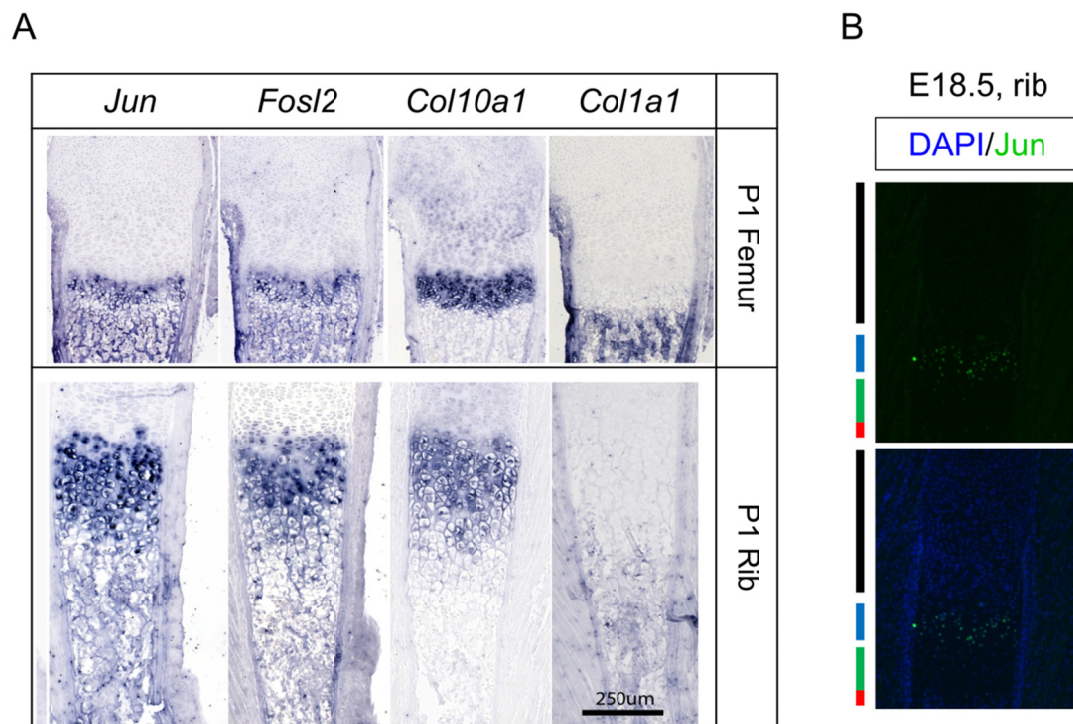 A
B
Jun Fosl2 Col10a1 Col1a1
P1 Femur
P1 Rib
250um
E18.5, rib
DAPI/Jun